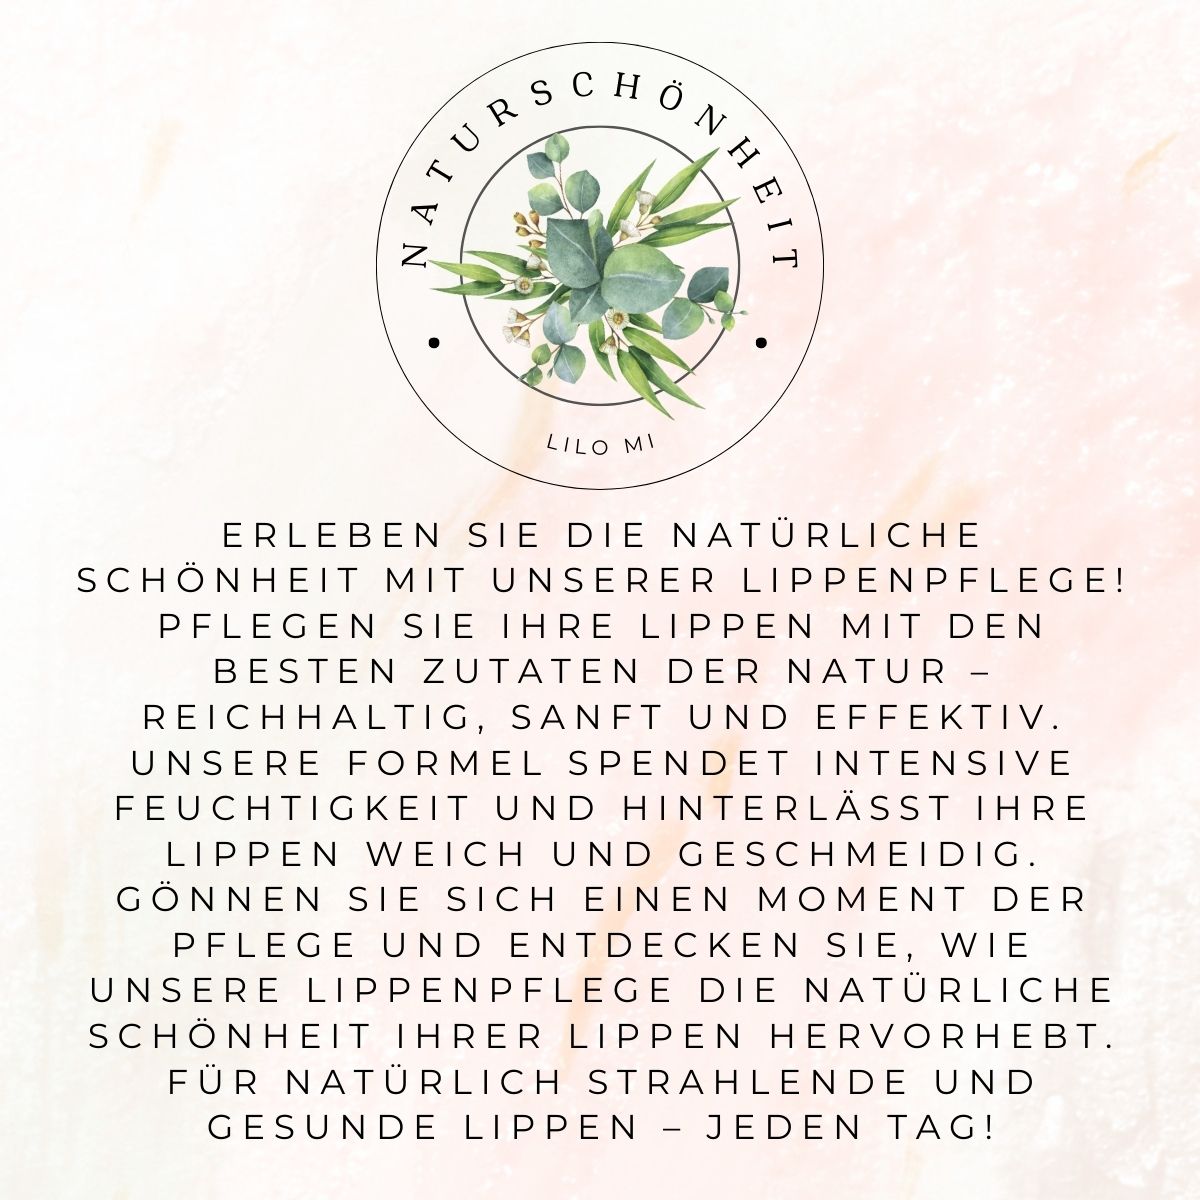 NATURSCHÖNHEIT
LILO MI
ERLEBEN SIE DIE NATÜRLICHE
SCHÖNHEIT MIT UNSERER LIPPENPFLEGE!
PFLEGEN SIE IHRE LIPPEN MIT DEN
BESTEN ZUTATEN DER NATUR –
REICHHALTIG, SANFT UND EFFEKTIV.
UNSERE FORMEL SPENDET INTENSIVE
FEUCHTIGKEIT UND HINTERLÄSST IHRE
LIPPEN WEICH UND GESCHMEIDIG.
GÖNNEN SIE SICH EINEN MOMENT DER
PFLEGE UND ENTDECKEN SIE, WIE
UNSERE LIPPENPFLEGE DIE NATÜRLICHE
SCHÖNHEIT IHRER LIPPEN HERVORHEBT.
FÜR NATÜRLICH STRAHLENDE UND
GESUNDE LIPPEN – JEDEN TAG!